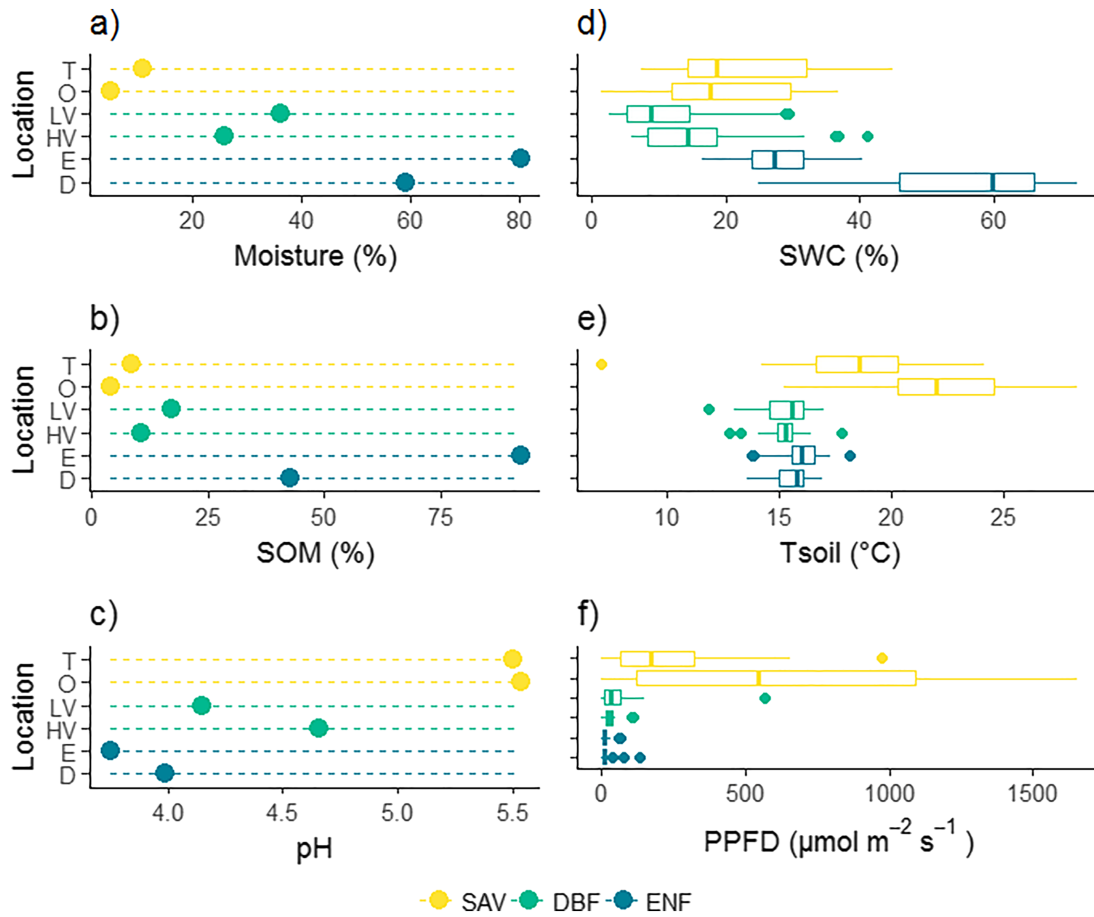 a)
Location
T
O
LV
HV
E
D
20 40 60 80
Moisture (%)
d)
0 20 40 60
SWC (%)
b)
Location
T
O
LV
HV
E
D
0 25 50 75
SOM (%)
e)
10 15 20 25
Tsoil (°C)
c)
Location
T
O
LV
HV
E
D
4.0 4.5 5.0 5.5
pH
f)
0 500 1000 1500
PPFD (µmol m⁻² s⁻¹ )
SAV DBF ENF